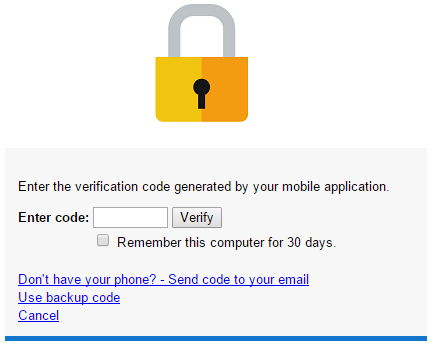 Enter the verification code generated by your mobile application.
Enter code: Verify
Remember this computer for 30 days.
Don't have your phone? - Send code to your email
Use backup code
Cancel